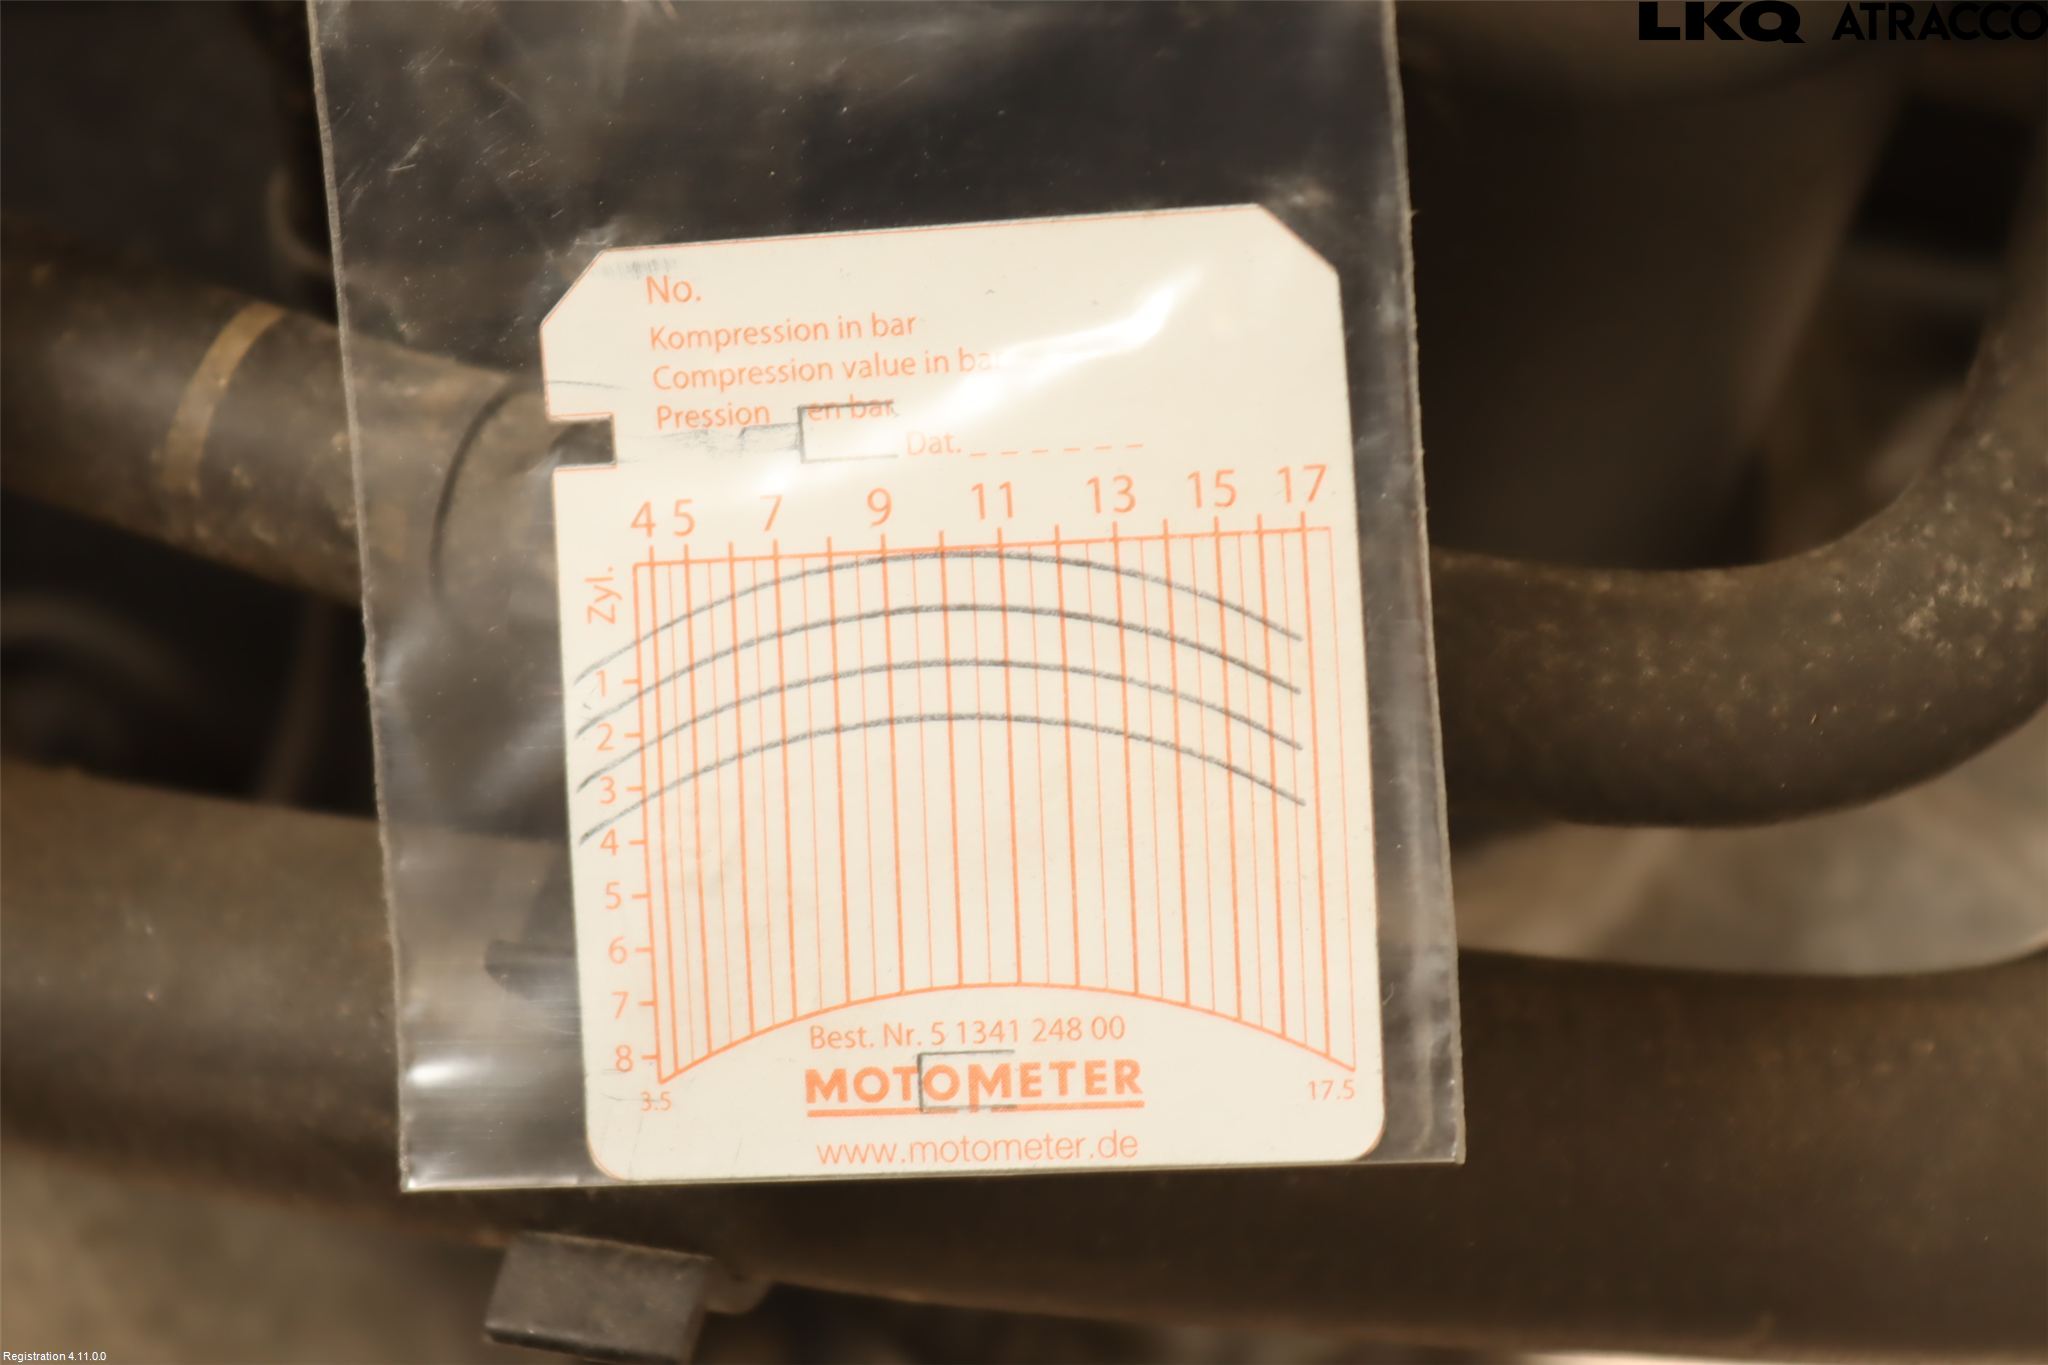 LKQ ATRACCO
No.
Kompression in bar
Compression value in bar
Pression en bar
Dat. _ _ _ _ _ _
4 5 7 9 11 13 15 17
Zyl.
1
2
3
4
5
6
7
8
3.5
17.5
Best. Nr. 5 1341 248 00
MOTOMETER
www.motometer.de
Registration 4.11.0.0